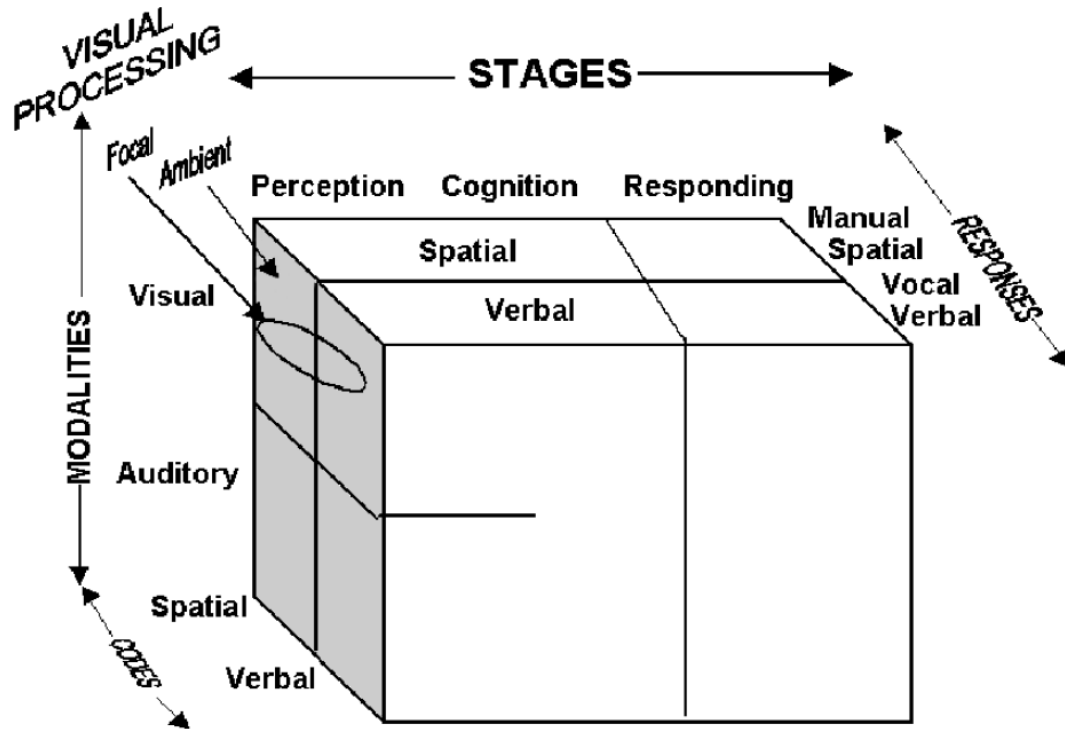 VISUAL
PROCESSING
STAGES
Focal
Ambient
Perception Cognition Responding
Manual
Spatial
Spatial
Vocal
Verbal
Verbal
RESPONSES
Visual
MODALITIES
Auditory
Spatial
Verbal
CODES